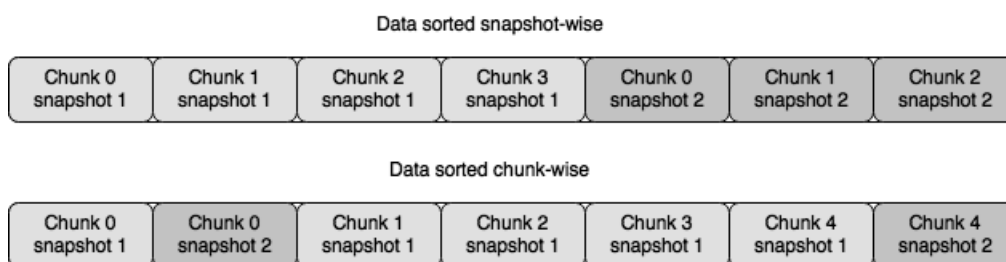 Data sorted snapshot-wise
Chunk 0 Chunk 1 Chunk 2 Chunk 3 Chunk 0 Chunk 1 Chunk 2
snapshot 1 snapshot 1 snapshot 1 snapshot 1 snapshot 2 snapshot 2 snapshot 2
Data sorted chunk-wise
Chunk 0 Chunk 0 Chunk 1 Chunk 2 Chunk 3 Chunk 4 Chunk 4
snapshot 1 snapshot 2 snapshot 1 snapshot 1 snapshot 1 snapshot 1 snapshot 2